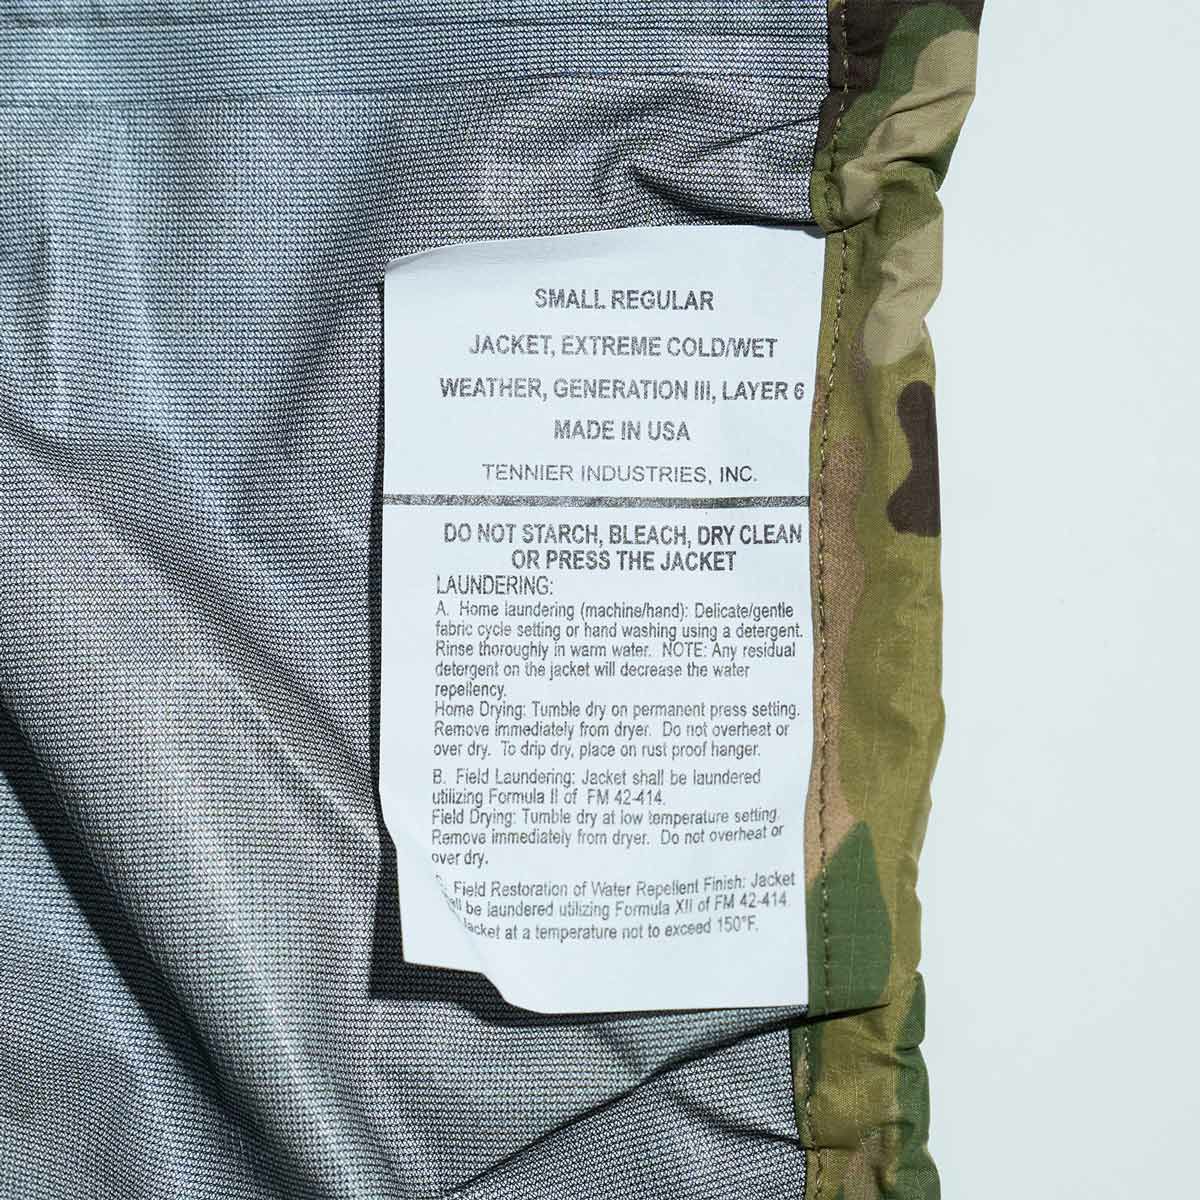 SMALL REGULAR
JACKET, EXTREME COLD/WET
WEATHER, GENERATION III, LAYER 6
MADE IN USA
TENNIER INDUSTRIES, INC.
DO NOT STARCH, BLEACH, DRY CLEAN
OR PRESS THE JACKET
LAUNDERING:
A. Home laundering (machine/hand): Delicate/gentle
fabric cycle setting or hand washing using a detergent.
Rinse thoroughly in warm water. NOTE: Any residual
detergent on the jacket will decrease the water
repellency.
Home Drying: Tumble dry on permanent press setting.
Remove immediately from dryer. Do not overheat or
over dry. To drip dry, place on rust proof hanger.
B. Field Laundering: Jacket shall be laundered
utilizing Formula II of FM 42-414.
Field Drying: Tumble dry at low temperature setting.
Remove immediately from dryer. Do not overheat or
over dry.
Field Restoration of Water Repellent Finish: Jacket
be laundered utilizing Formula XII of FM 42-414
at a temperature not to exceed 150°F.